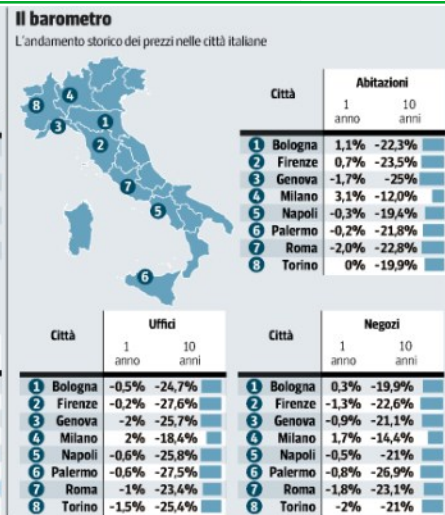 Il barometro
L'andamento storico dei prezzi nelle città italiane
8
4
3
1
2
7
5
6
Città Abitazioni
1 anno 10 anni
1 Bologna 1,1% -22,3%
2 Firenze 0,7% -23,5%
3 Genova -1,7% -25%
4 Milano 3,1% -12,0%
5 Napoli -0,3% -19,4%
6 Palermo -0,2% -21,8%
7 Roma -2,0% -22,8%
8 Torino 0% -19,9%
Città Uffici
1 anno 10 anni
1 Bologna -0,5% -24,7%
2 Firenze -0,2% -27,6%
3 Genova -2% -25,7%
4 Milano 2% -18,4%
5 Napoli -0,6% -25,8%
6 Palermo -0,6% -27,5%
7 Roma -1% -23,4%
8 Torino -1,5% -25,4%
Città Negozi
1 anno 10 anni
1 Bologna 0,3% -19,9%
2 Firenze -1,3% -22,6%
3 Genova -0,9% -21,1%
4 Milano 1,7% -14,4%
5 Napoli -0,5% -21%
6 Palermo -0,8% -26,9%
7 Roma -1,8% -23,1%
8 Torino -2% -21%